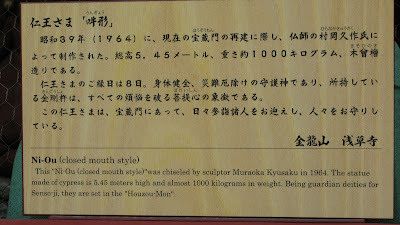 仁王さま「吽形」
昭和39年(1964)に、現在の宝蔵門の再建に際し、仏師の村岡久作氏に
よって制作された。総高5.45メートル、重さ約1000キログラム、木曾檜
造りである。
仁王さまのご縁日は8日。身体健全、災難厄除けの守護神であり、所持してい
る金剛杵は、すべての煩悩を破る菩提心の象徴である。
この仁王さまは、宝蔵門にあって、日々参詣諸人をお迎えし、人々をお守りし
ている。
金龍山 浅草寺
Ni-Ou (closed mouth style)
This "Ni-Ou (closed mouth style)"was chiseled by sculptor Muraoka Kyusaku in 1964. The statue
made of cypress is 5.45 meters high and almost 1000 kilograms in weight. Being guardian deities for
Senso-ji, they are set in the "Houzou-Mon".